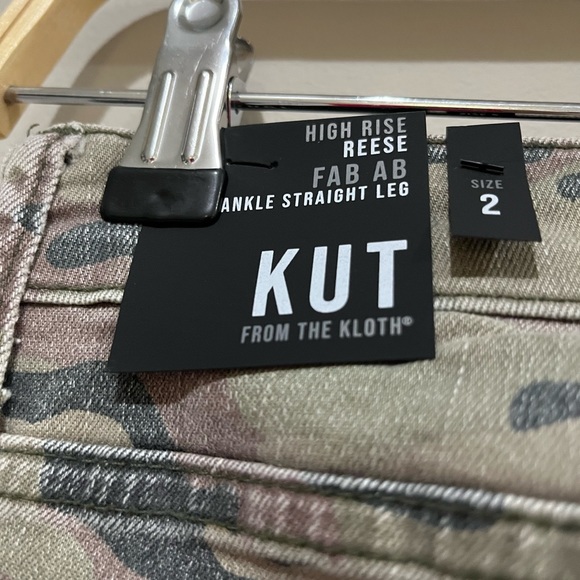 HIGH RISE
REESE
FAB AB
ANKLE STRAIGHT LEG
KUT
FROM THE KLOTH®
SIZE
2